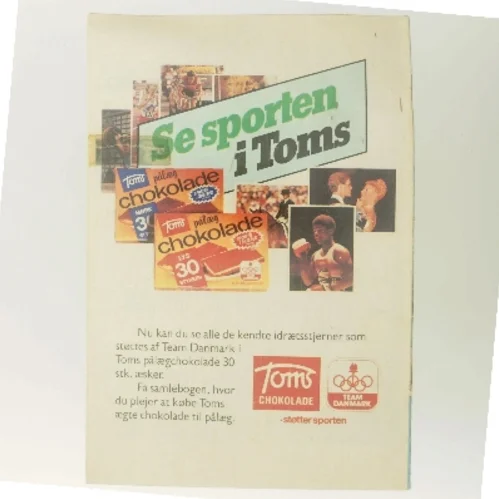 Se sporten
i Toms
Toms pålæg
chokolade
Toms pålæg
chokolade
LYS
30
Nu kan du se alle de kendte idrætsstjerner som
støttes af Team Danmark i
Toms pålægchokolade 30
stk. æsker.
Få samlebogen, hvor
du plejer at købe Toms
ægte chokolade til pålæg.
Toms
CHOKOLADE
TEAM
DANMARK
-støtter sporten